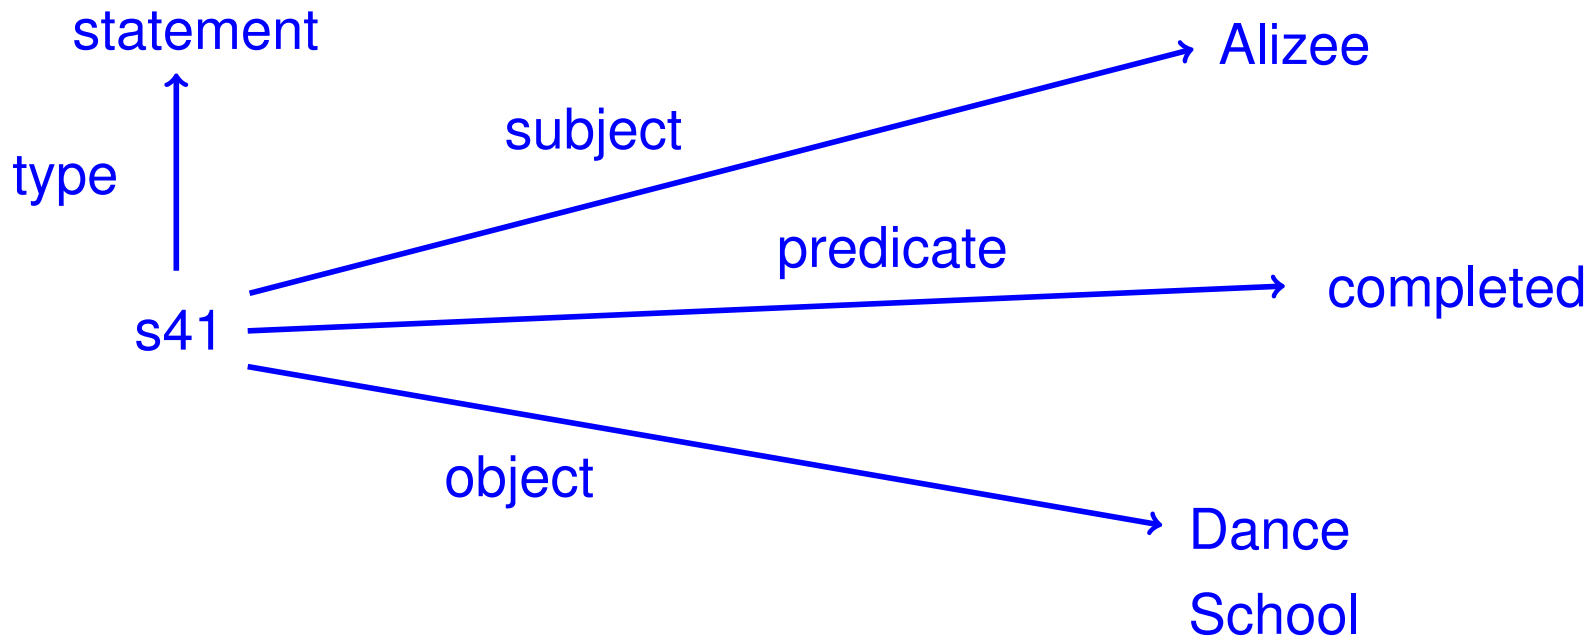 statement
Alizee
subject
type
predicate
completed
s41
object
Dance
School